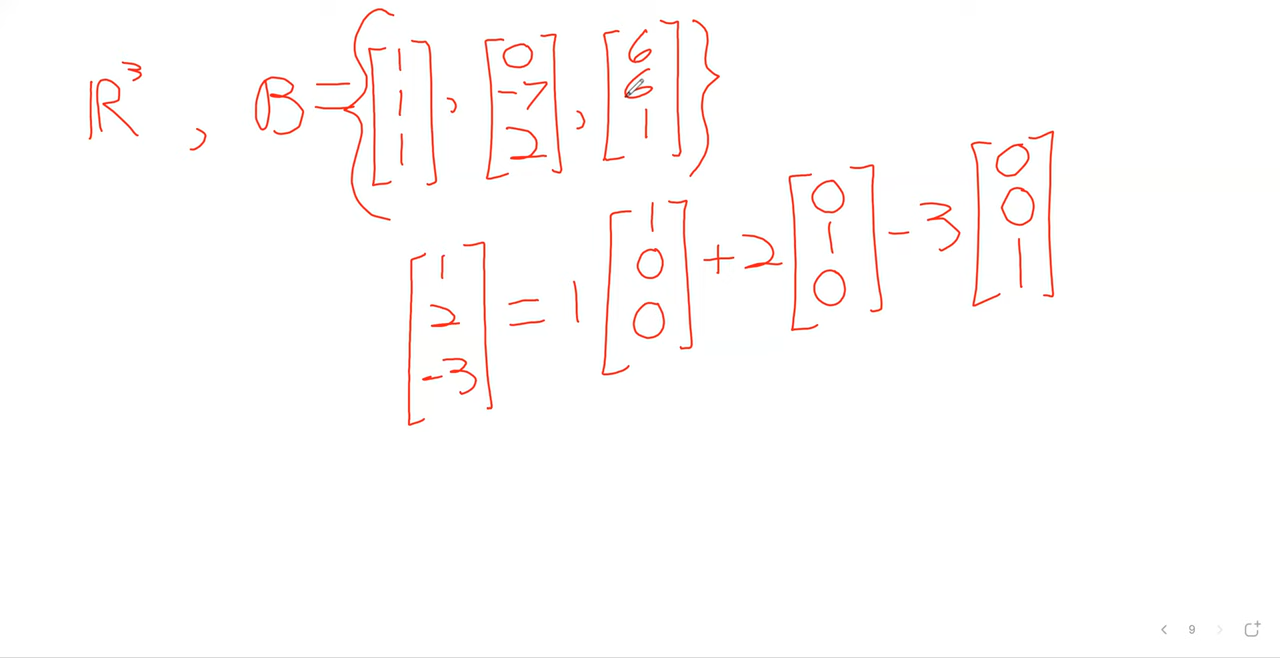 ℝ³ , B = { [1 1 1], [0 -7 2], [6 6 1] }
[1 2 -3] = 1 [1 0 0] + 2 [0 1 0] - 3 [0 0 1]
9